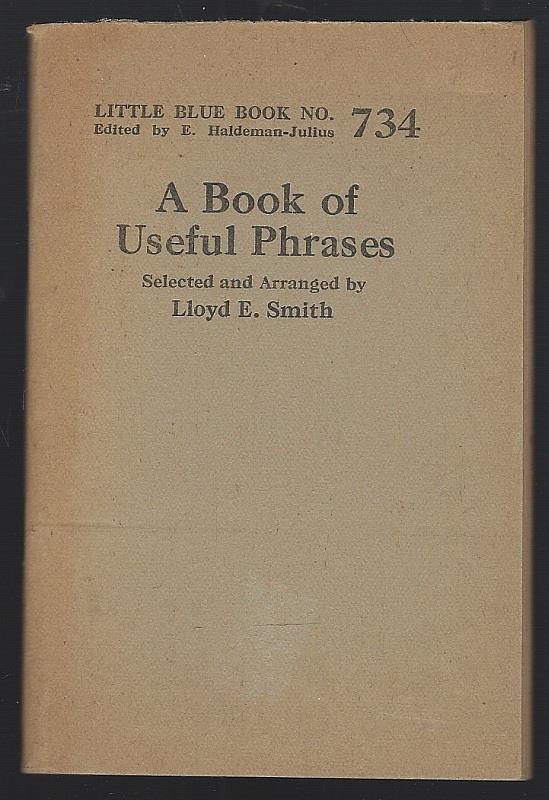 LITTLE BLUE BOOK NO. 734
Edited by E. Haldeman-Julius
A Book of
Useful Phrases
Selected and Arranged by
Lloyd E. Smith